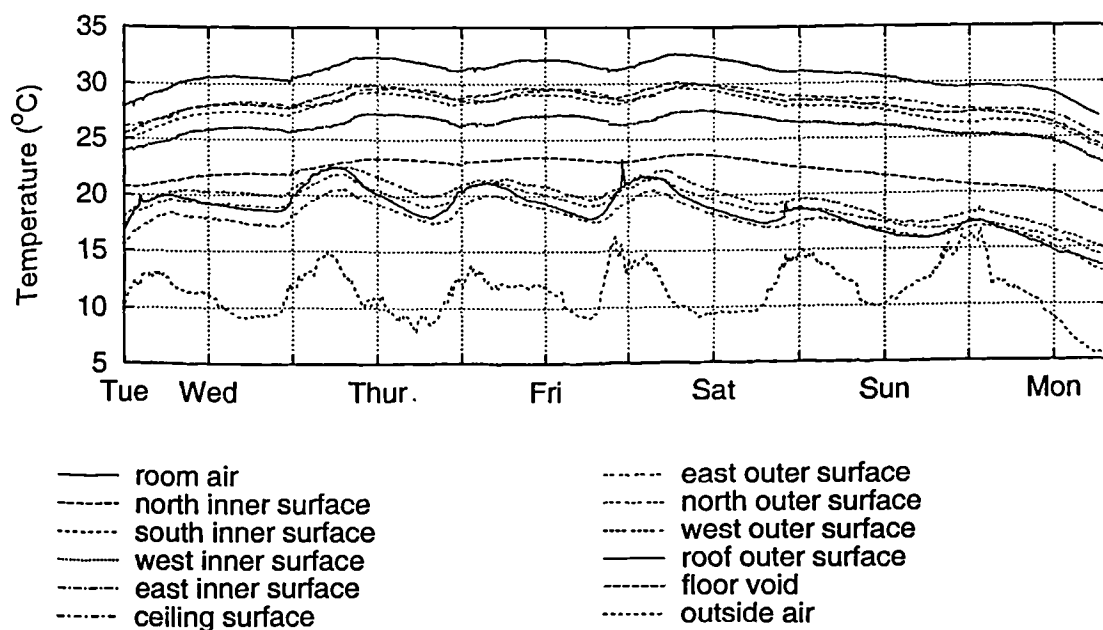 35
30
25
20
15
10
5
Temperature (°C)
Tue Wed Thur. Fri Sat Sun Mon
room air
north inner surface
south inner surface
west inner surface
east inner surface
ceiling surface
east outer surface
north outer surface
west outer surface
roof outer surface
floor void
outside air